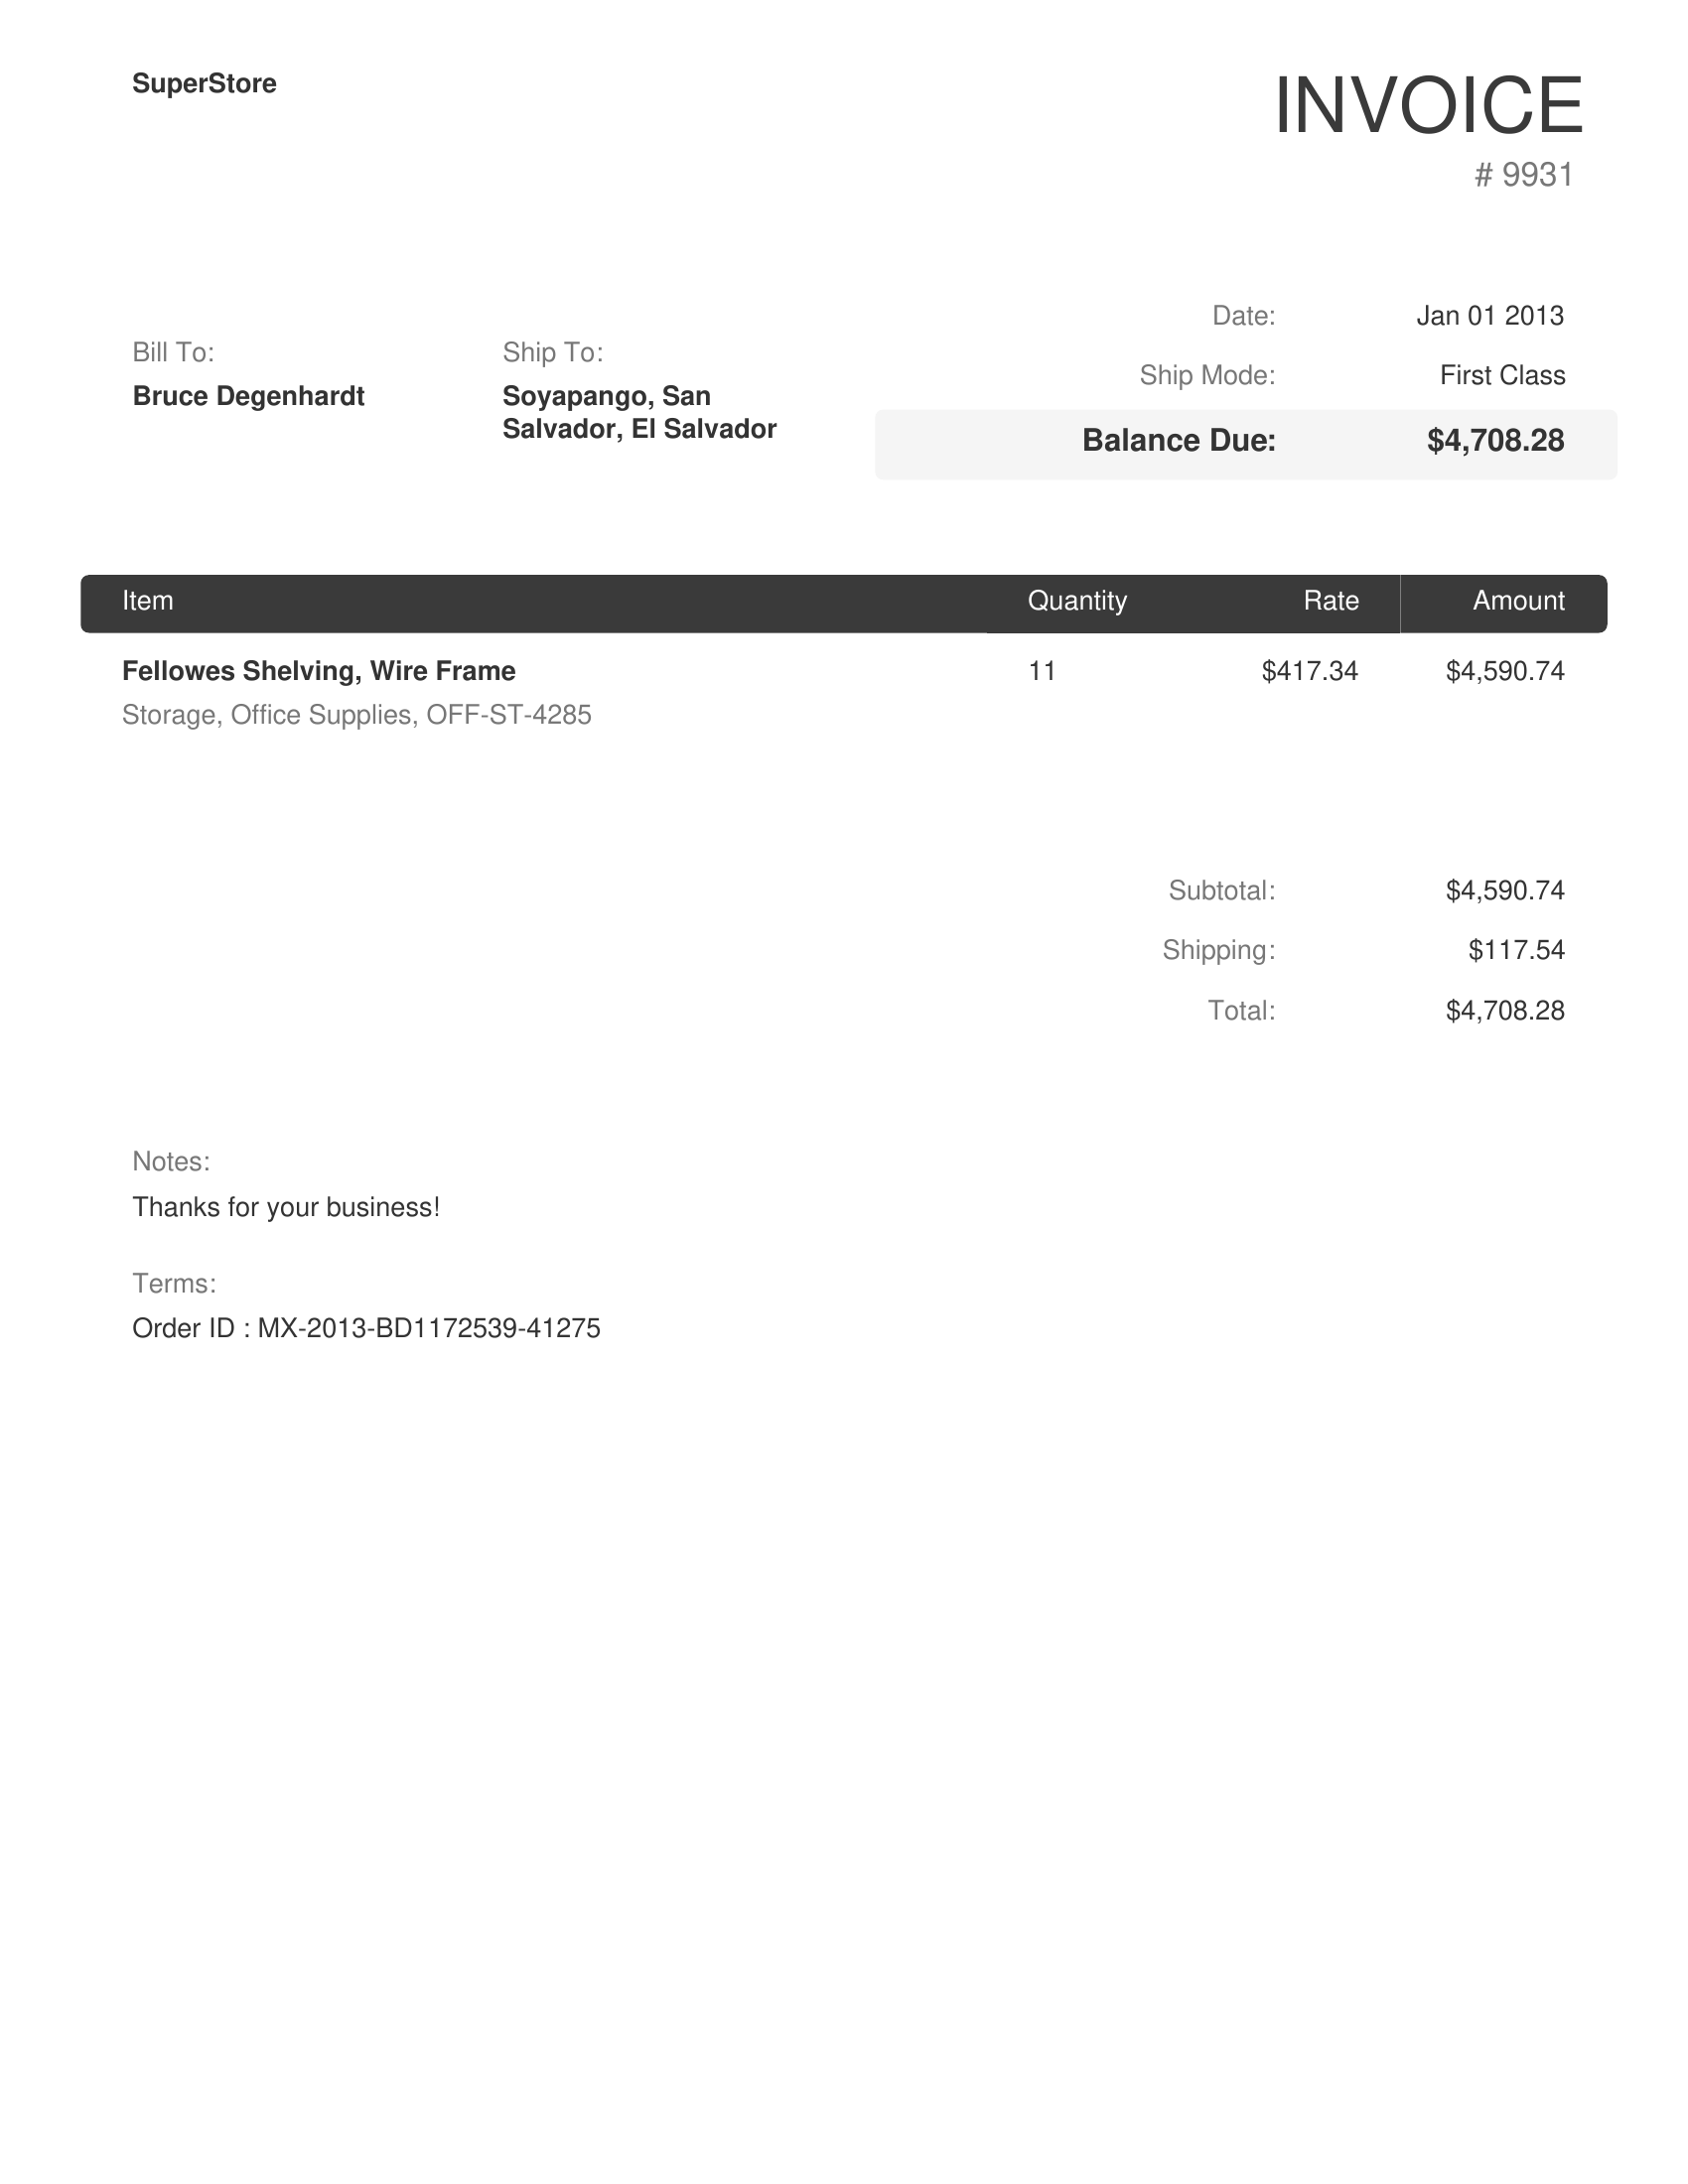 SuperStore
INVOICE
# 9931
Date: Jan 01 2013
Ship Mode: First Class
Balance Due: $4,708.28
Bill To:
Bruce Degenhardt
Ship To:
Soyapango, San
Salvador, El Salvador
Item Quantity Rate Amount
Fellowes Shelving, Wire Frame 11 $417.34 $4,590.74
Storage, Office Supplies, OFF-ST-4285
Subtotal: $4,590.74
Shipping: $117.54
Total: $4,708.28
Notes:
Thanks for your business!
Terms:
Order ID : MX-2013-BD1172539-41275